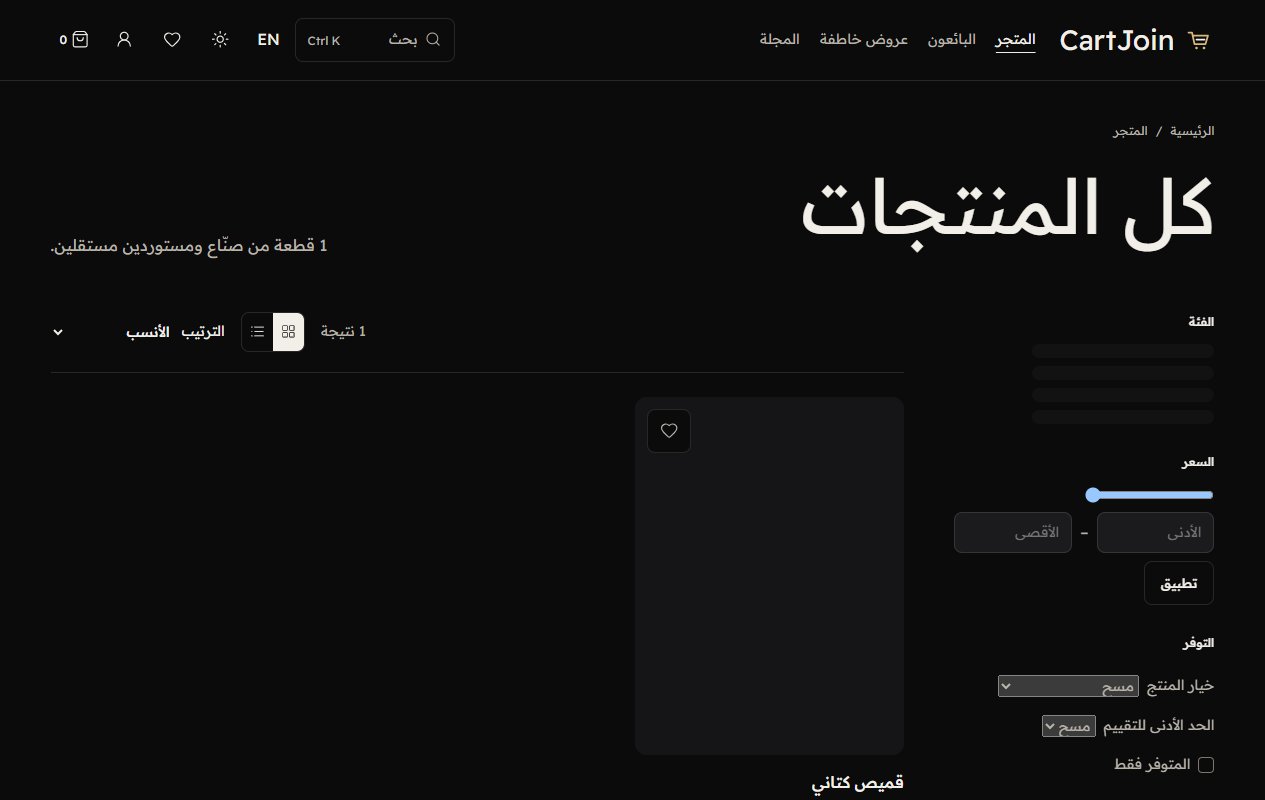 CartJoin المتجر البائعون عروض خاطفة المجلة بحث Ctrl K EN 0
الرئيسية / المتجر
كل المنتجات
1 قطعة من صنّاع ومستوردين مستقلين.
1 نتيجة الترتيب الأنسب
الفئة
السعر
الأدنى – الأقصى
تطبيق
التوفر
خيار المنتج مسح
الحد الأدنى للتقييم مسح
المتوفر فقط
قميص كتاني